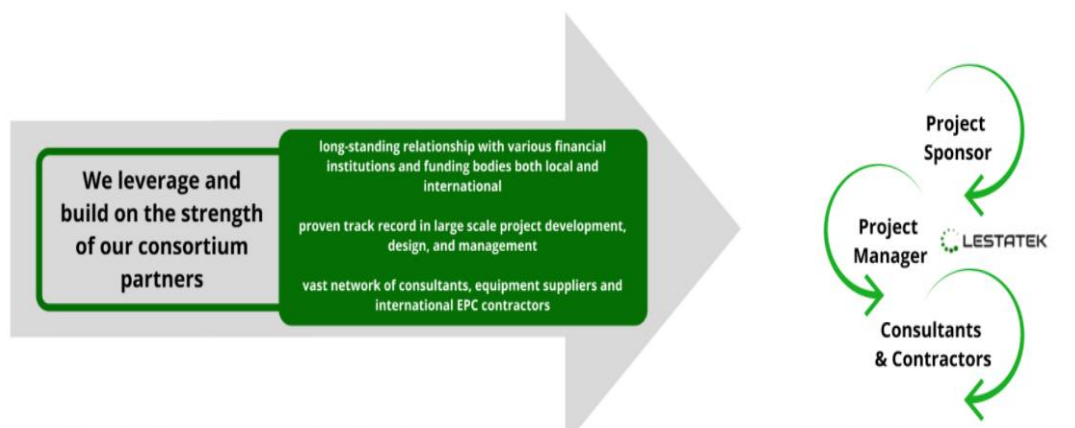 We leverage and
build on the strength
of our consortium
partners
long-standing relationship with various financial
institutions and funding bodies both local and
international
proven track record in large scale project development,
design, and management
vast network of consultants, equipment suppliers and
international EPC contractors
Project
Sponsor
Project
Manager
LESTATEK
Consultants
& Contractors